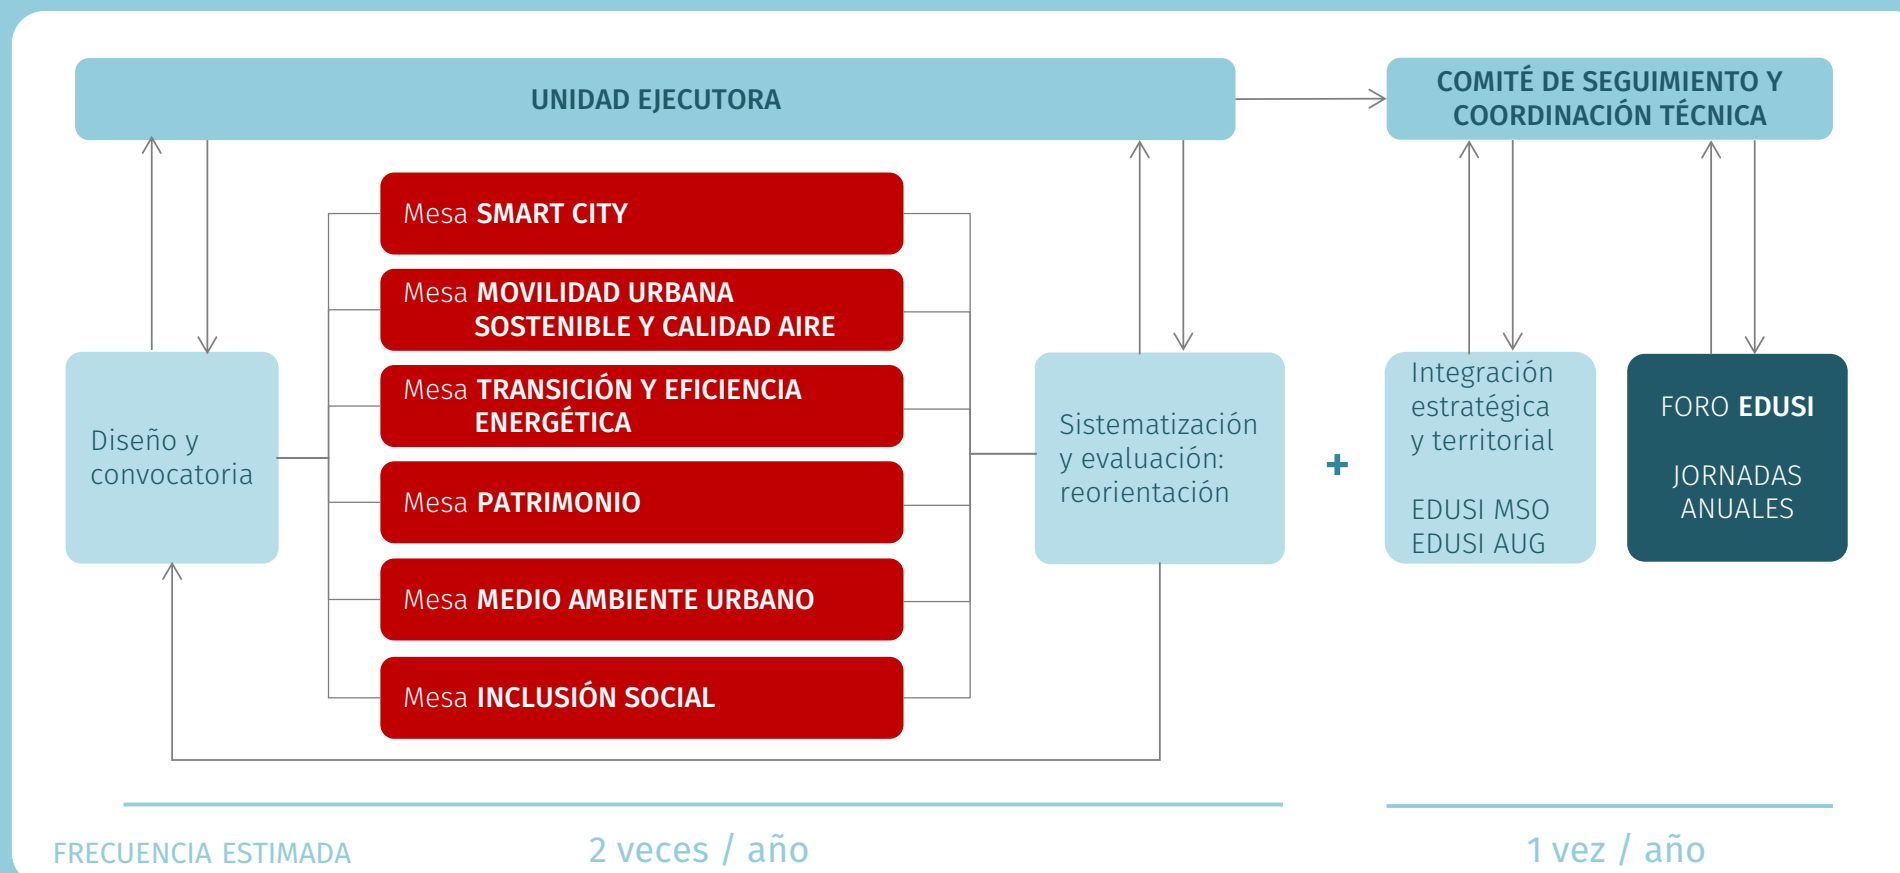 UNIDAD EJECUTORA
COMITÉ DE SEGUIMIENTO Y
COORDINACIÓN TÉCNICA
Diseño y
convocatoria
Mesa SMART CITY
Mesa MOVILIDAD URBANA
SOSTENIBLE Y CALIDAD AIRE
Mesa TRANSICIÓN Y EFICIENCIA
ENERGÉTICA
Mesa PATRIMONIO
Mesa MEDIO AMBIENTE URBANO
Mesa INCLUSIÓN SOCIAL
Sistematización
y evaluación:
reorientación
+
Integración
estratégica
y territorial
EDUSI MSO
EDUSI AUG
FORO EDUSI
JORNADAS
ANUALES
FRECUENCIA ESTIMADA
2 veces / año
1 vez / año